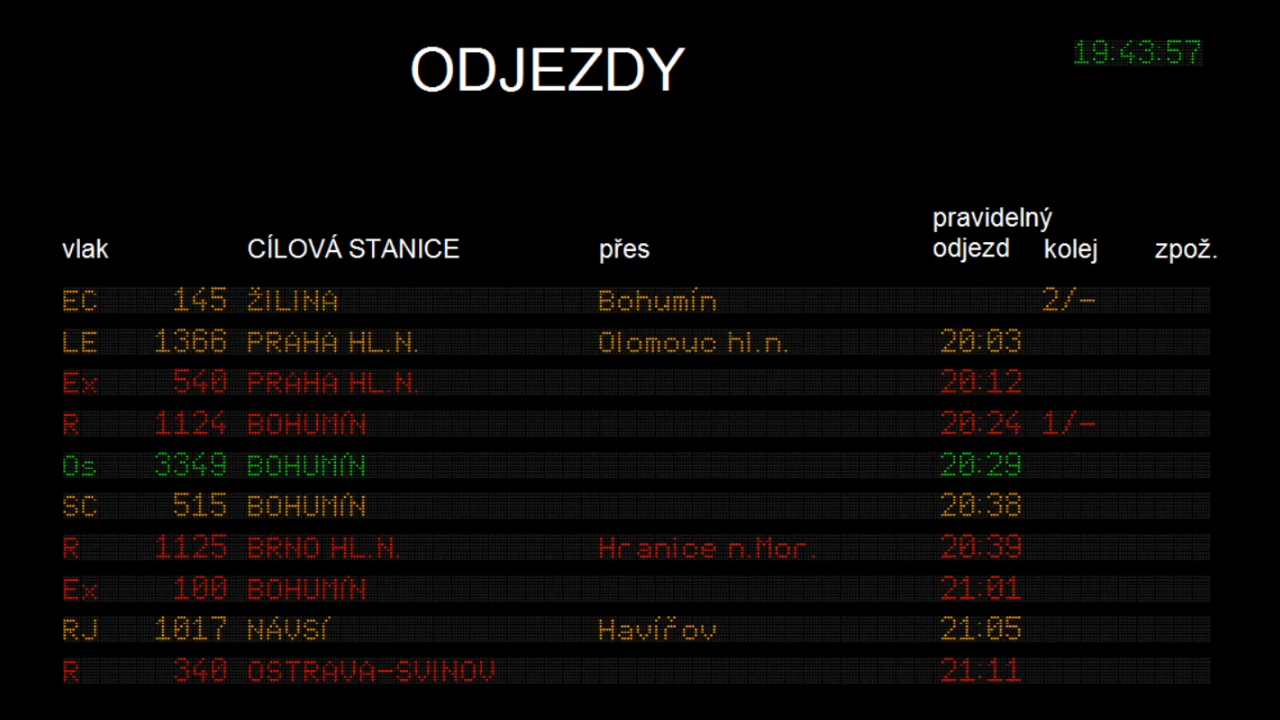 ODJEZDY 19:43:57
vlak CÍLOVÁ STANICE přes pravidelný odjezd kolej zpož.
EC 145 ŽILINA Bohumín 2/-
LE 1366 PRAHA HL.N. Olomouc hl.n. 20:03
Ex 540 PRAHA HL.N. 20:12
R 1124 BOHUMÍN 20:24 1/-
Os 3349 BOHUMÍN 20:29
SC 515 BOHUMÍN 20:38
R 1125 BRNO HL.N. Hranice n.Mor. 20:39
Ex 100 BOHUMÍN 21:01
RJ 1017 NÁVSÍ Havířov 21:05
R 340 OSTRAVA-SVINOV 21:11